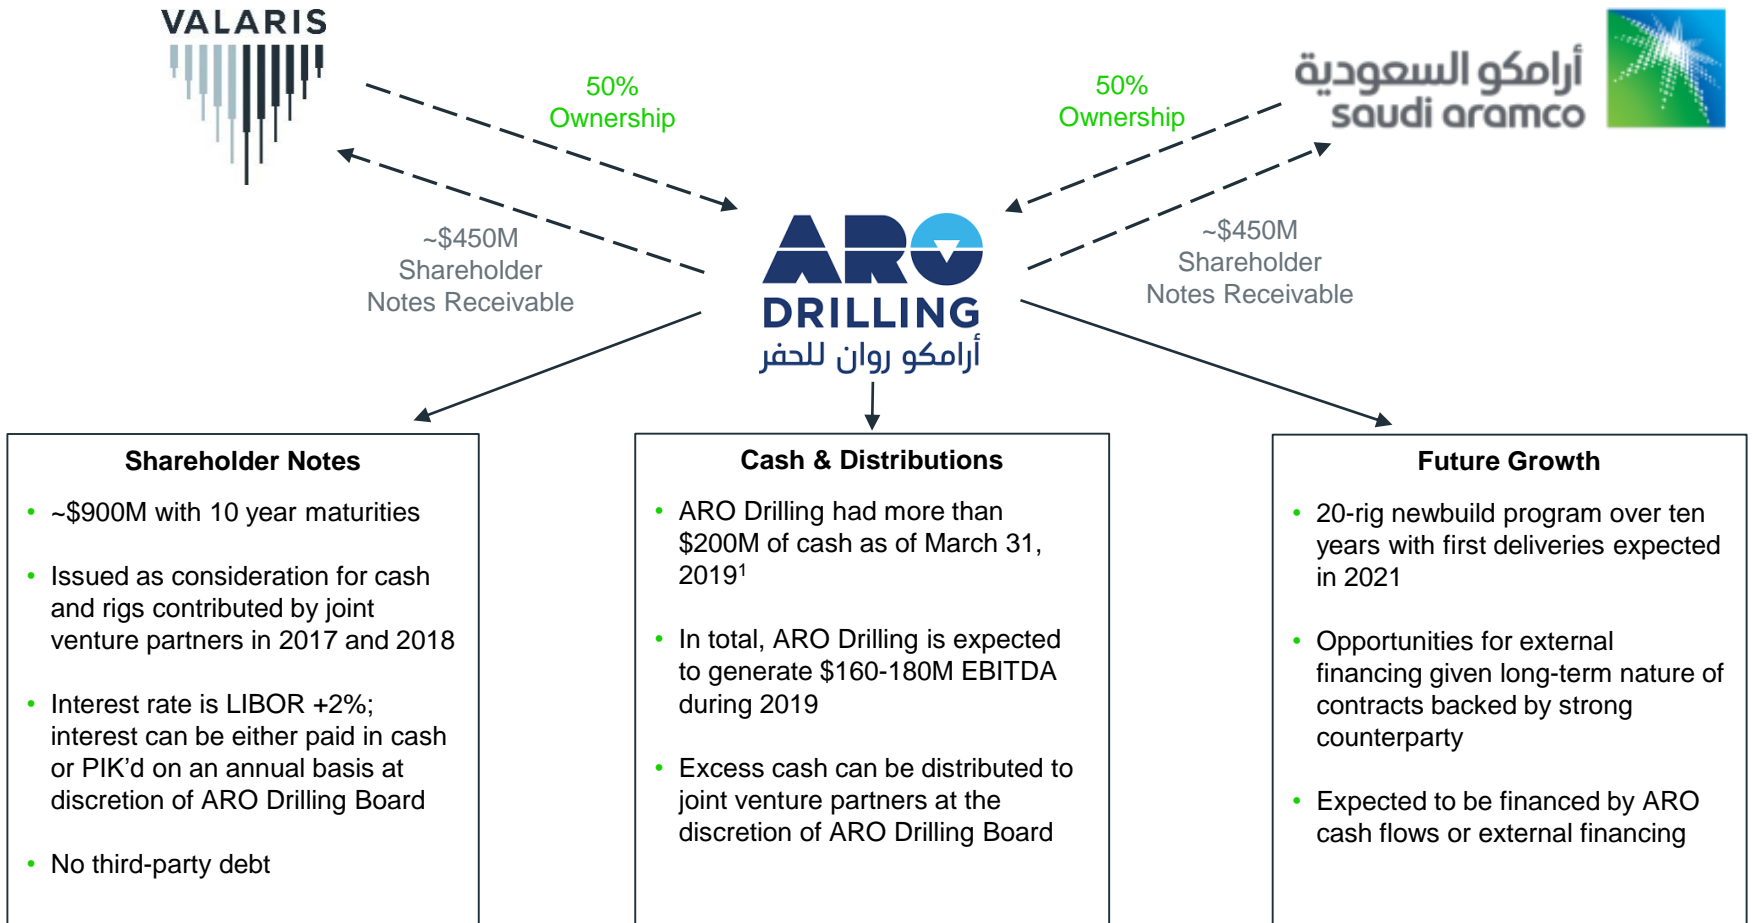 VALARIS
50%
Ownership
50%
Ownership
أرامكو السعودية
saudi aramco
~$450M
Shareholder
Notes Receivable
~$450M
Shareholder
Notes Receivable
ARO
DRILLING
أرامكو روان للحفر
Shareholder Notes
• ~$900M with 10 year maturities
• Issued as consideration for cash
and rigs contributed by joint
venture partners in 2017 and 2018
• Interest rate is LIBOR +2%;
interest can be either paid in cash
or PIK’d on an annual basis at
discretion of ARO Drilling Board
• No third-party debt
Cash & Distributions
• ARO Drilling had more than
$200M of cash as of March 31,
2019¹
• In total, ARO Drilling is expected
to generate $160-180M EBITDA
during 2019
• Excess cash can be distributed to
joint venture partners at the
discretion of ARO Drilling Board
Future Growth
• 20-rig newbuild program over ten
years with first deliveries expected
in 2021
• Opportunities for external
financing given long-term nature of
contracts backed by strong
counterparty
• Expected to be financed by ARO
cash flows or external financing